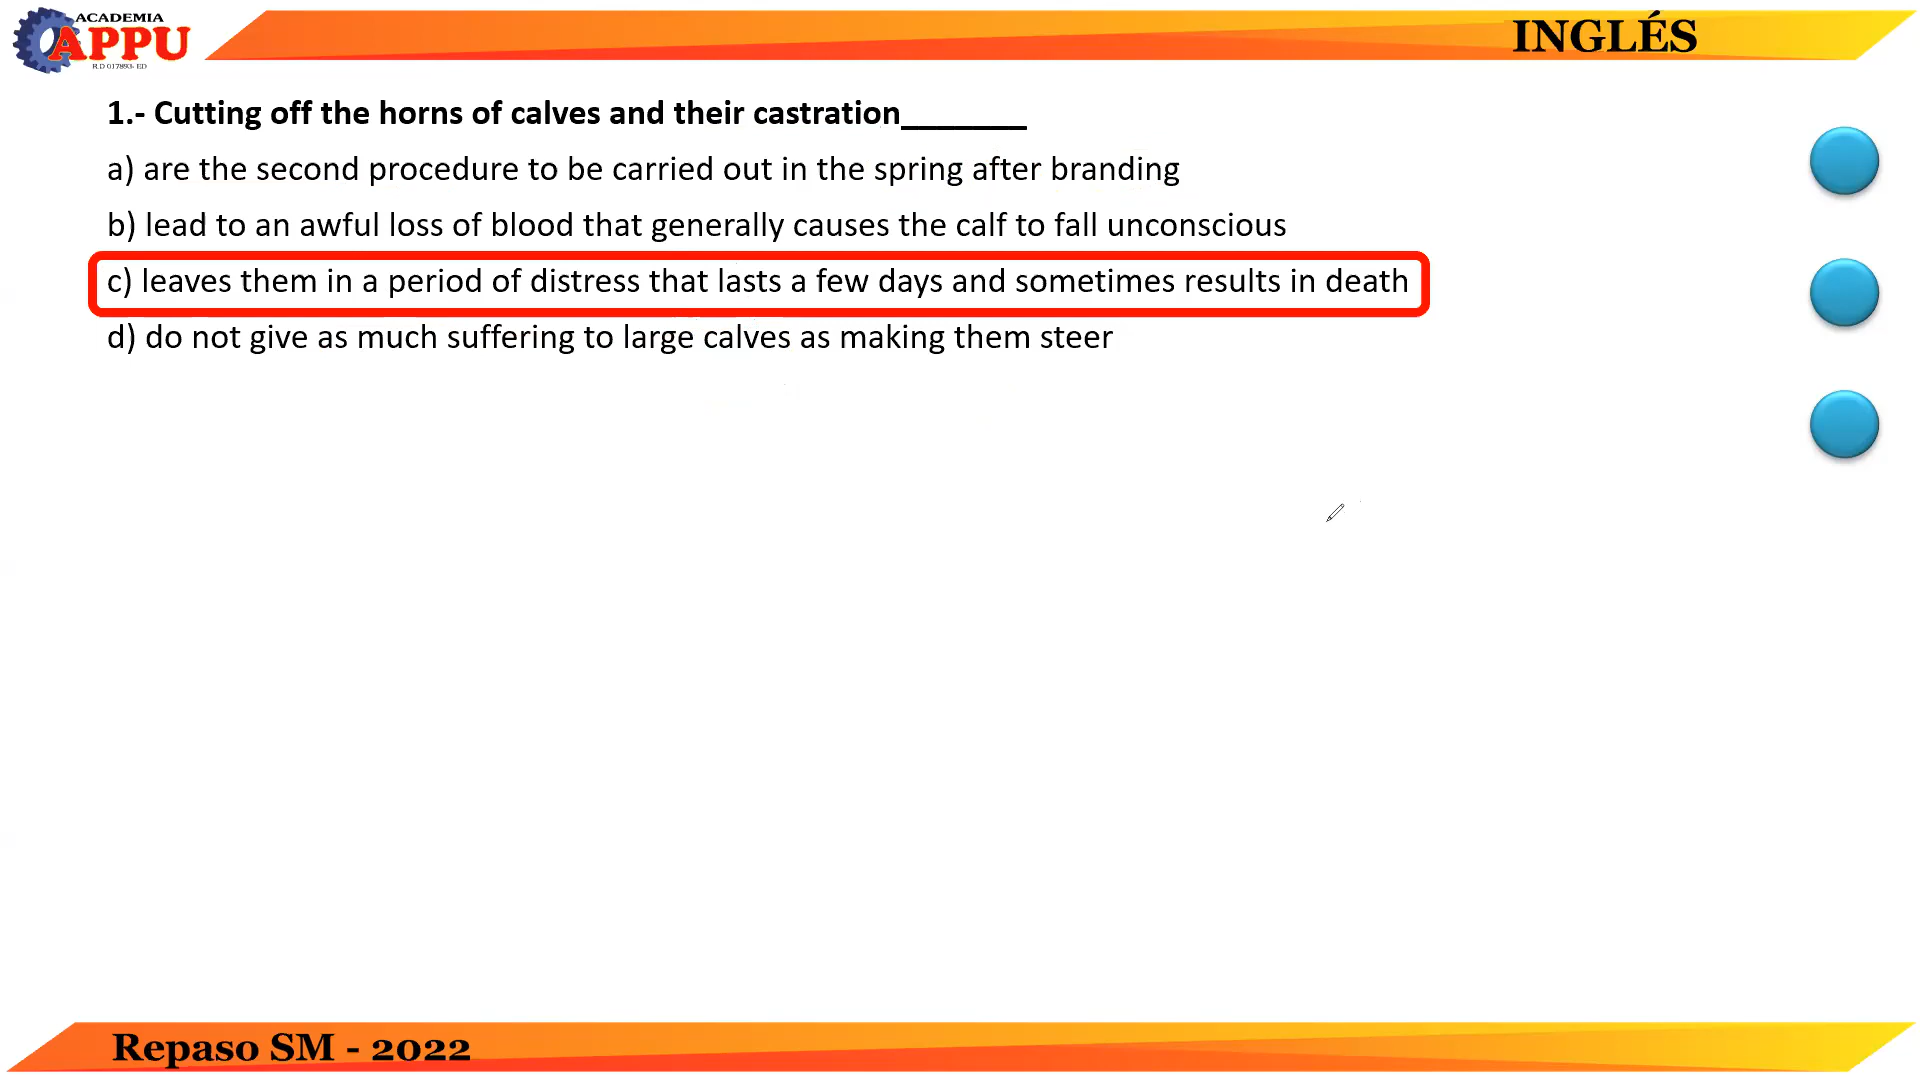 ACADEMIA
APPU
R.D 017893- ED
INGLÉS
1.- Cutting off the horns of calves and their castration_______
a) are the second procedure to be carried out in the spring after branding
b) lead to an awful loss of blood that generally causes the calf to fall unconscious
c) leaves them in a period of distress that lasts a few days and sometimes results in death
d) do not give as much suffering to large calves as making them steer
Repaso SM - 2022